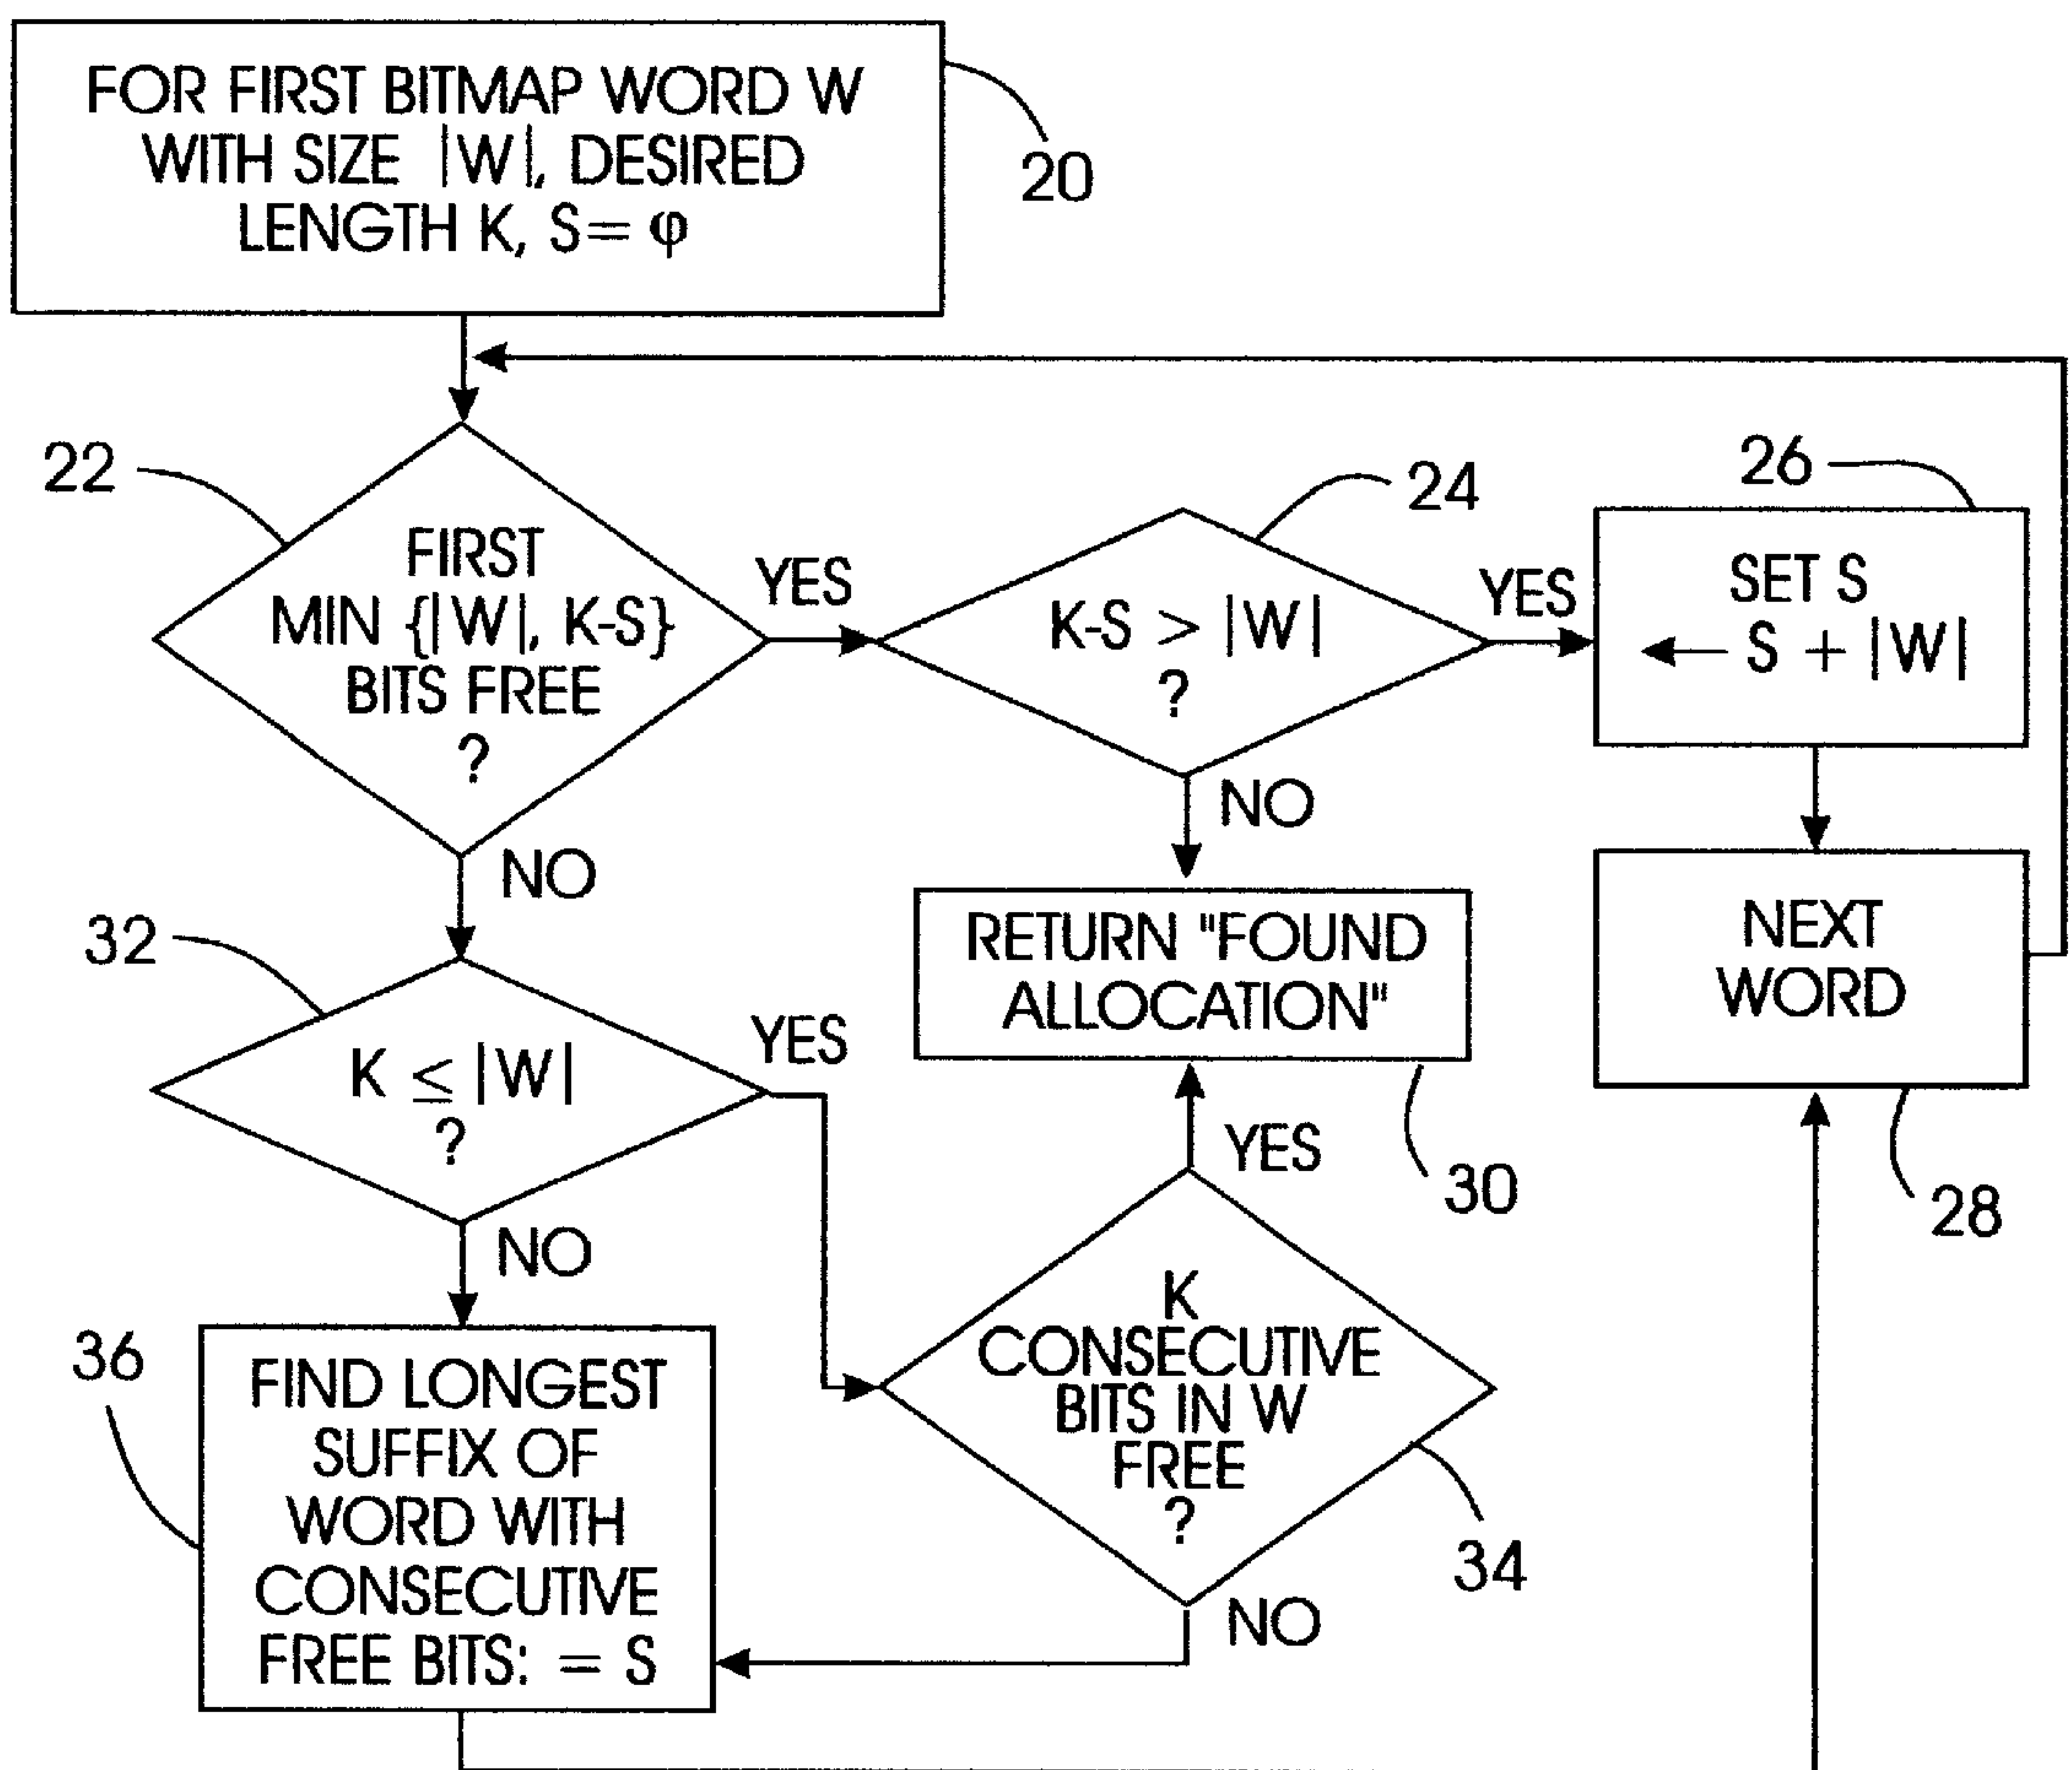 FOR FIRST BITMAP WORD W
WITH SIZE |W|, DESIRED
LENGTH K, S= φ
20
22
FIRST
MIN {|W|, K-S}
BITS FREE
?
YES
NO
24
K-S > |W|
?
YES
NO
26
SET S
← S + |W|
NEXT
WORD
28
RETURN "FOUND
ALLOCATION"
30
32
K ≤ |W|
?
YES
NO
K
CONSECUTIVE
BITS IN W
FREE
?
YES
NO
34
36
FIND LONGEST
SUFFIX OF
WORD WITH
CONSECUTIVE
FREE BITS: = S